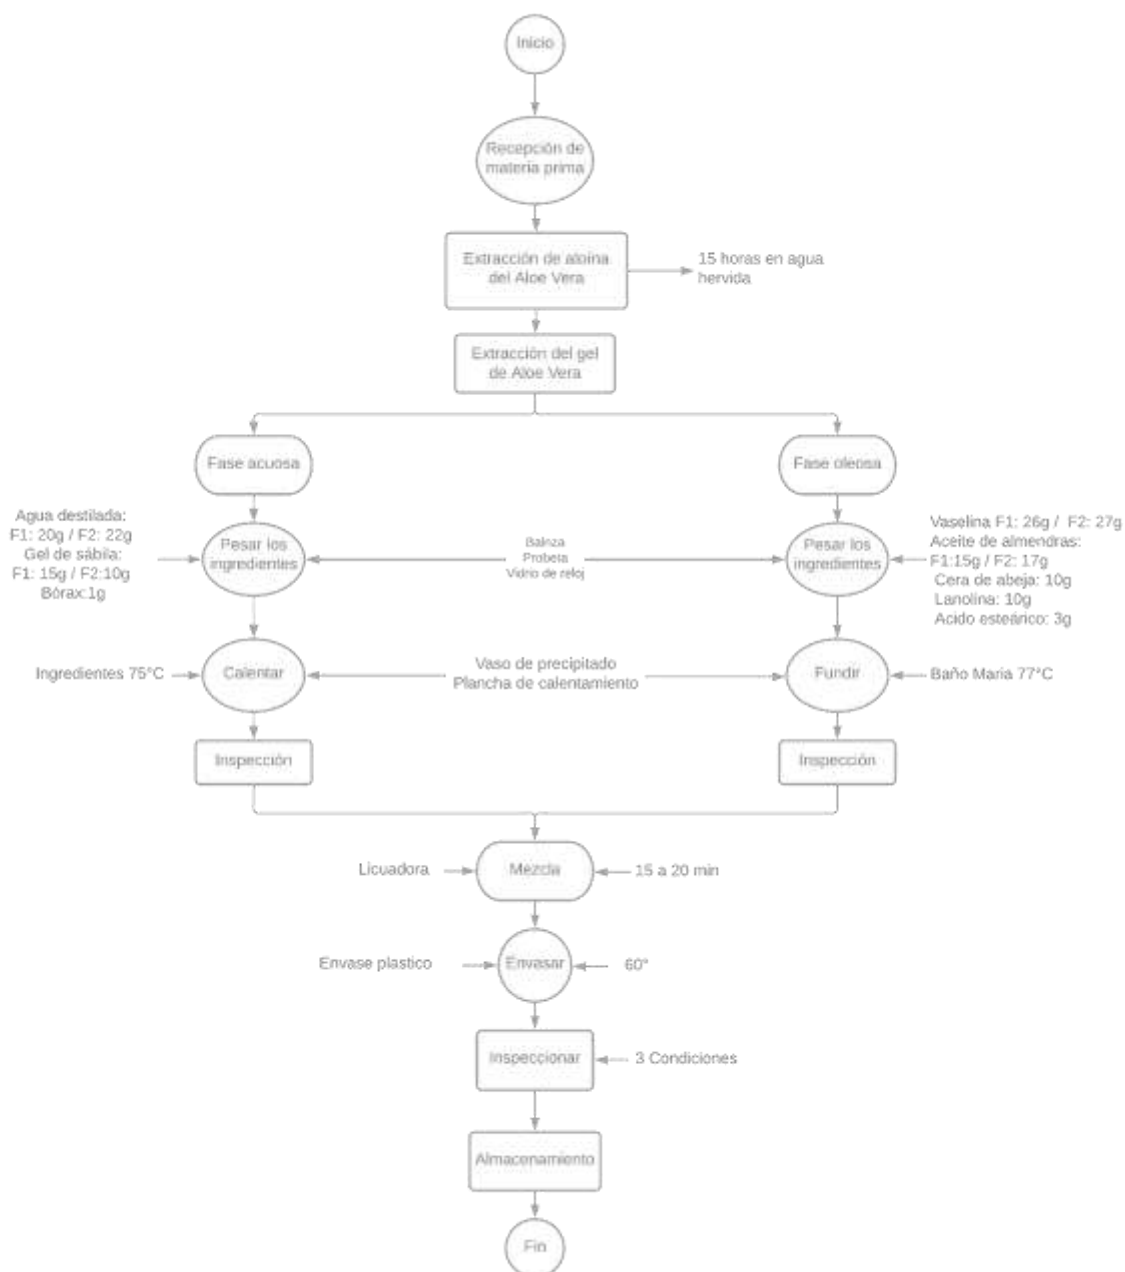 Inicio
Recepción de
materia prima
Extracción de aloína
del Aloe Vera
15 horas en agua
hervida
Extracción del gel
de Aloe Vera
Fase acuosa
Fase oleosa
Agua destilada:
F1: 20g / F2: 22g
Gel de sábila:
F1: 15g / F2:10g
Bórax:1g
Pesar los
ingredientes
Balnza
Probeta
Vidrio de reloj
Pesar los
ingredientes
Vaselina F1: 26g / F2: 27g
Aceite de almendras:
F1:15g / F2: 17g
Cera de abeja: 10g
Lanolina: 10g
Acido esteárico: 3g
Ingredientes 75°C
Calentar
Vaso de precipitado
Plancha de calentamiento
Fundir
Baño Maria 77°C
Inspección
Inspección
Licuadora
Mezcla
15 a 20 min
Envase plastico
Envasar
60°
Inspeccionar
3 Condiciones
Almacenamiento
Fin